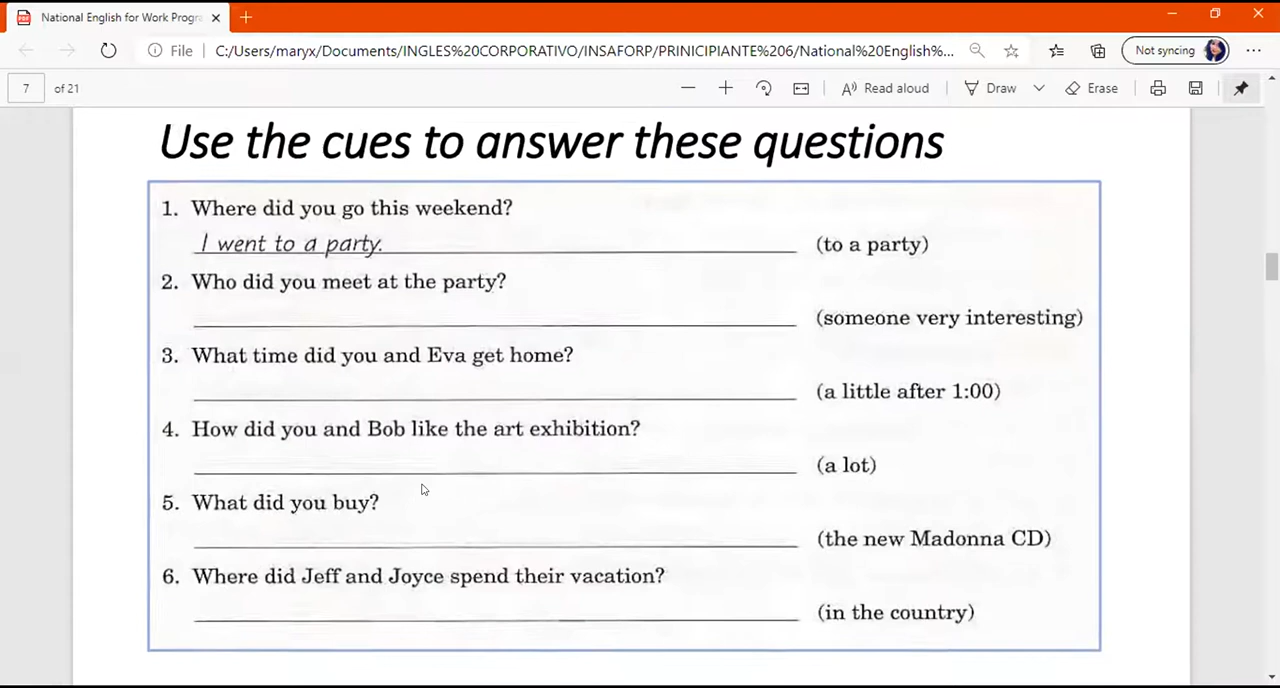 National English for Work Progra
File
C:/Users/maryx/Documents/INGLES%20CORPORATIVO/INSAFORP/PRINICIPIANTE%206/National%20English%...
Not syncing
7 of 21
Read aloud
Draw
Erase
Use the cues to answer these questions
1. Where did you go this weekend?
I went to a party. (to a party)
2. Who did you meet at the party?
(someone very interesting)
3. What time did you and Eva get home?
(a little after 1:00)
4. How did you and Bob like the art exhibition?
(a lot)
5. What did you buy?
(the new Madonna CD)
6. Where did Jeff and Joyce spend their vacation?
(in the country)